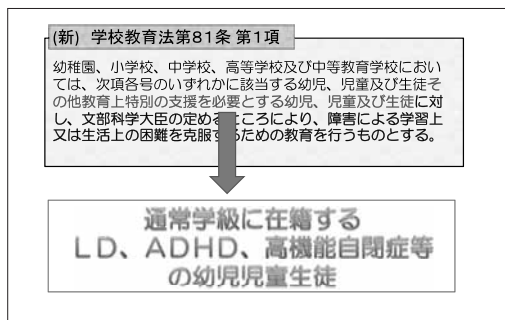 (新) 学校教育法第81条 第1項
幼稚園、小学校、中学校、高等学校及び中等教育学校におい
ては、次項各号のいずれかに該当する幼児、児童及び生徒そ
の他教育上特別の支援を必要とする幼児、児童及び生徒に対
し、文部科学大臣の定めるところにより、障害による学習上
又は生活上の困難を克服するための教育を行うものとする。
通常学級に在籍する
LD、ADHD、高機能自閉症等
の幼児児童生徒